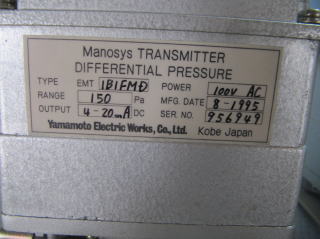 Manosys TRANSMITTER
DIFFERENTIAL PRESSURE
TYPE EMT 1B1FMD POWER 100V AC
RANGE 150 Pa MFG. DATE 8-1995
OUTPUT 4-20mA DC SER. NO. 956949
Yamamoto Electric Works, Co., Ltd. Kobe Japan